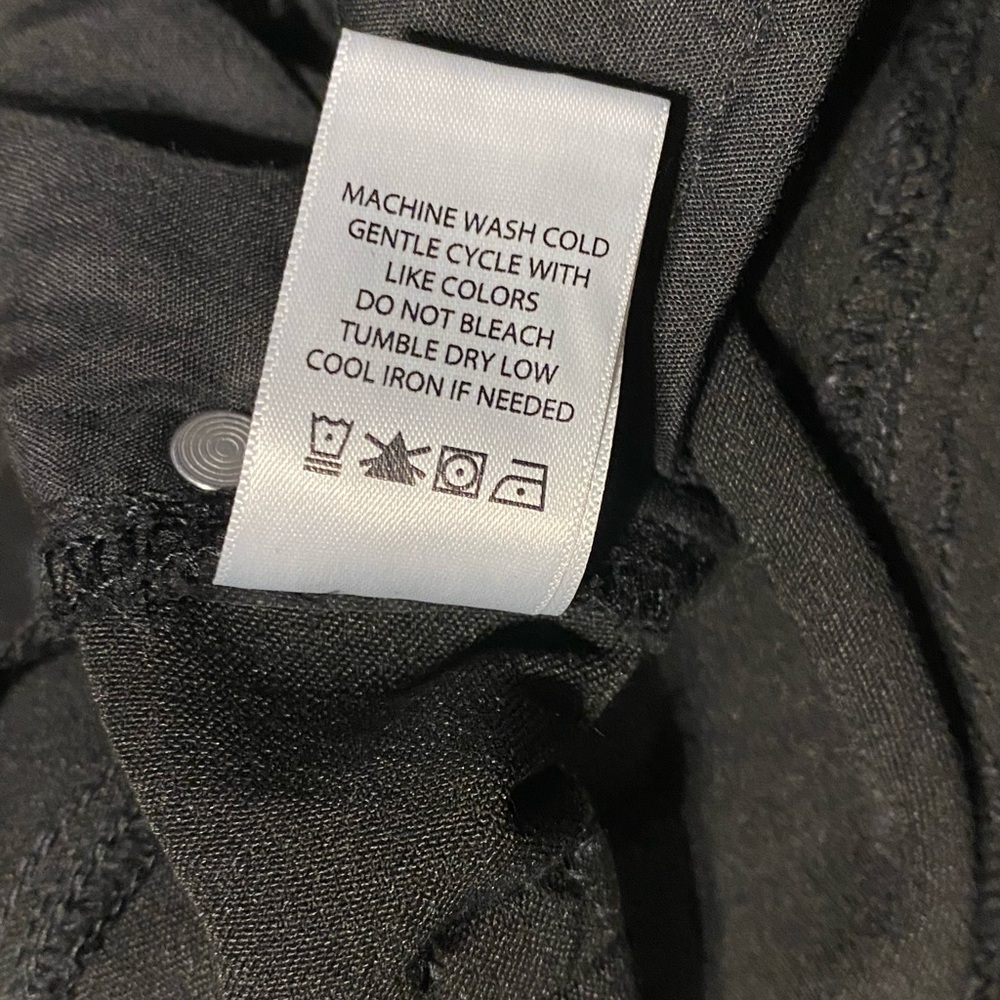 MACHINE WASH COLD
GENTLE CYCLE WITH
LIKE COLORS
DO NOT BLEACH
TUMBLE DRY LOW
COOL IRON IF NEEDED